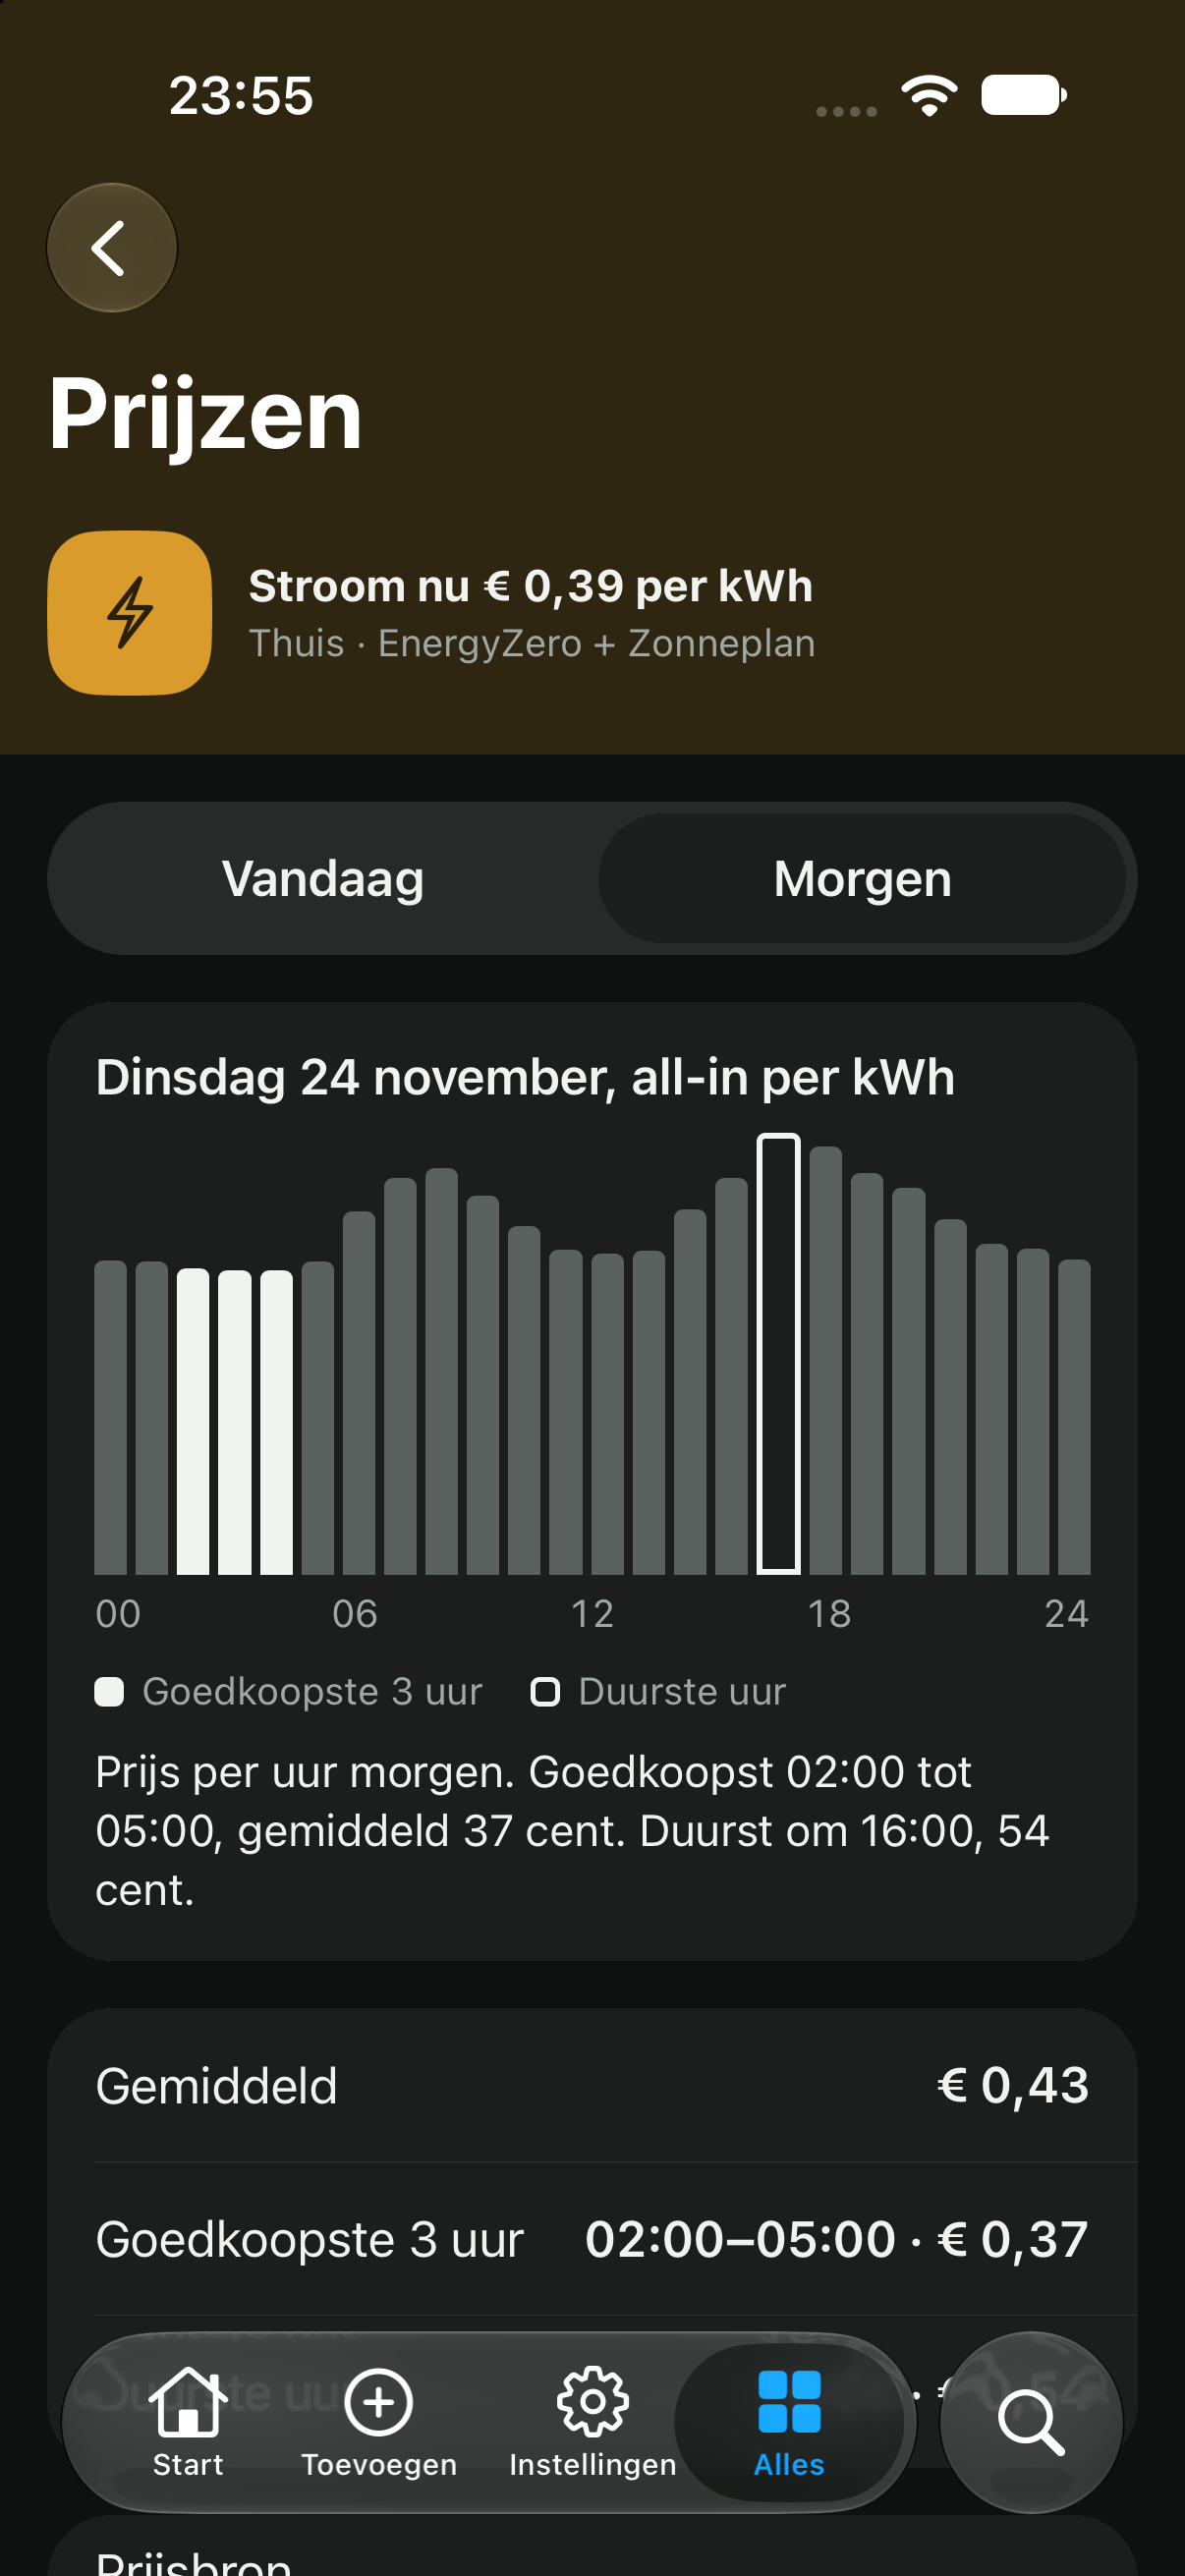 23:55
Prijzen
Stroom nu € 0,39 per kWh
Thuis · EnergyZero + Zonneplan
Vandaag
Morgen
Dinsdag 24 november, all-in per kWh
00 06 12 18 24
Goedkoopste 3 uur
Duurste uur
Prijs per uur morgen. Goedkoopst 02:00 tot
05:00, gemiddeld 37 cent. Duurst om 16:00, 54
cent.
Gemiddeld € 0,43
Goedkoopste 3 uur 02:00–05:00 · € 0,37
Duurste uur
Start
Toevoegen
Instellingen
Alles
Prijsbron